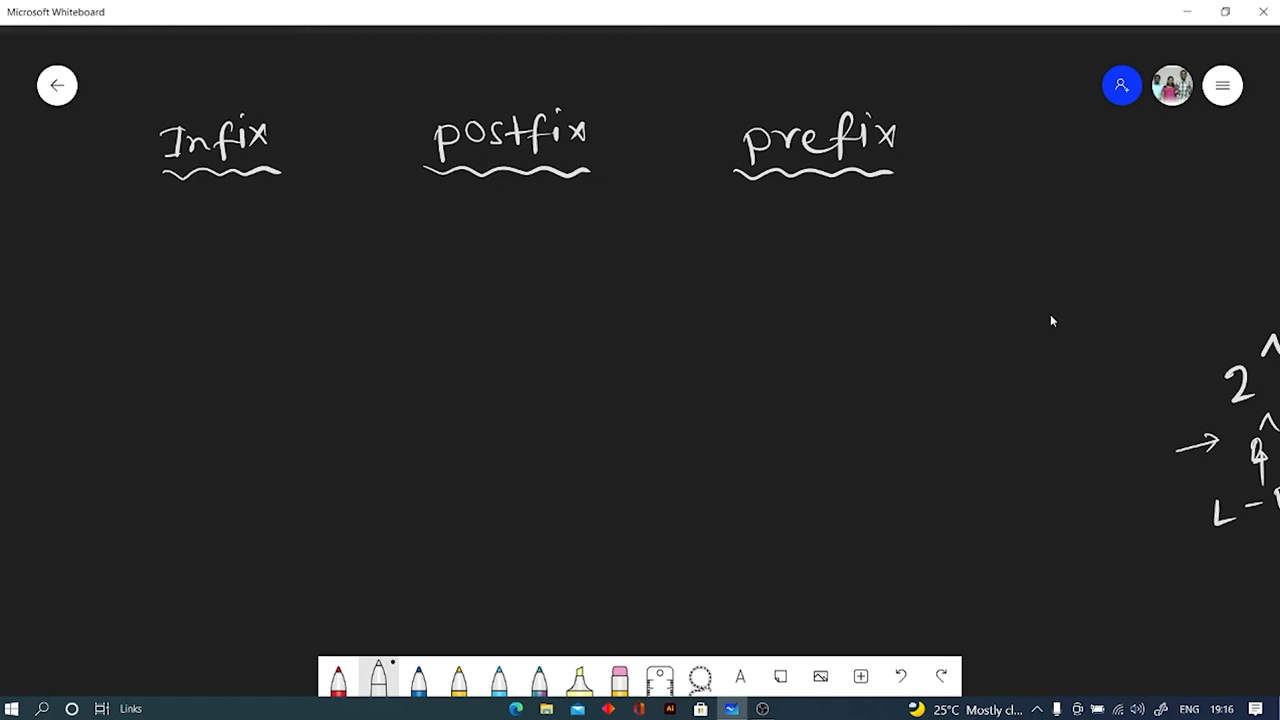 Microsoft Whiteboard
Infix postfix prefix
^
2
^
→
L -
A
Links
25°C Mostly cl... ENG 19:16